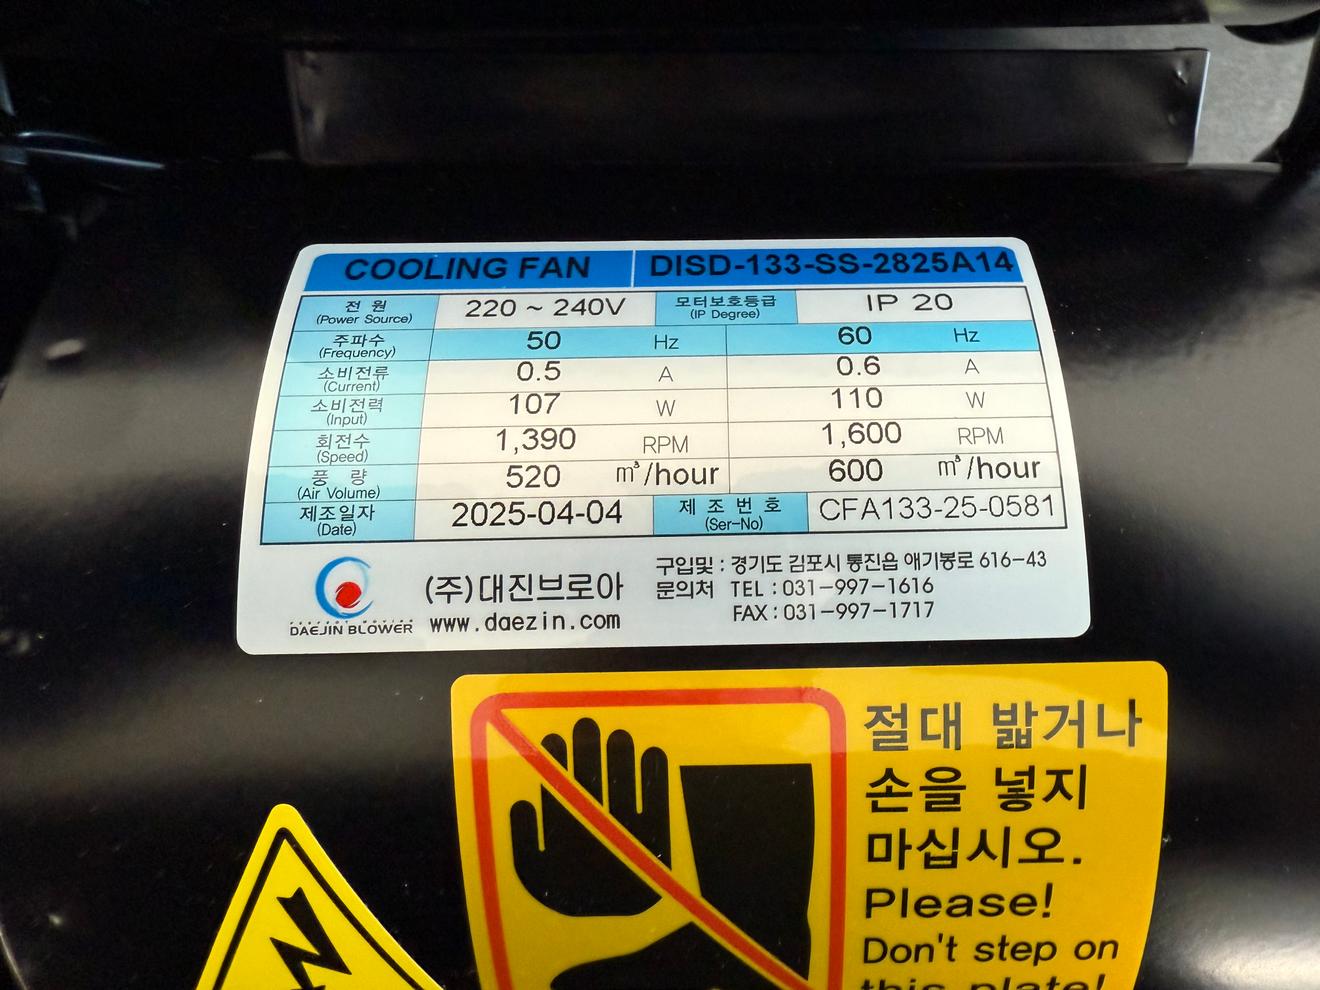 COOLING FAN DISD-133-SS-2825A14
전 원 (Power Source) 220 ~ 240V 모터보호등급 (IP Degree) IP 20
주파수 (Frequency) 50 Hz 60 Hz
소비전류 (Current) 0.5 A 0.6 A
소비전력 (Input) 107 W 110 W
회전수 (Speed) 1,390 RPM 1,600 RPM
풍 량 (Air Volume) 520 m³/hour 600 m³/hour
제조일자 (Date) 2025-04-04 제 조 번 호 (Ser-No) CFA133-25-0581
DAEJIN BLOWER
(주)대진브로아
www.daezin.com
구입및 : 경기도 김포시 통진읍 애기봉로 616-43
문의처 TEL : 031-997-1616
FAX : 031-997-1717
절대 밟거나
손을 넣지
마십시오.
Please!
Don't step on
this plate!